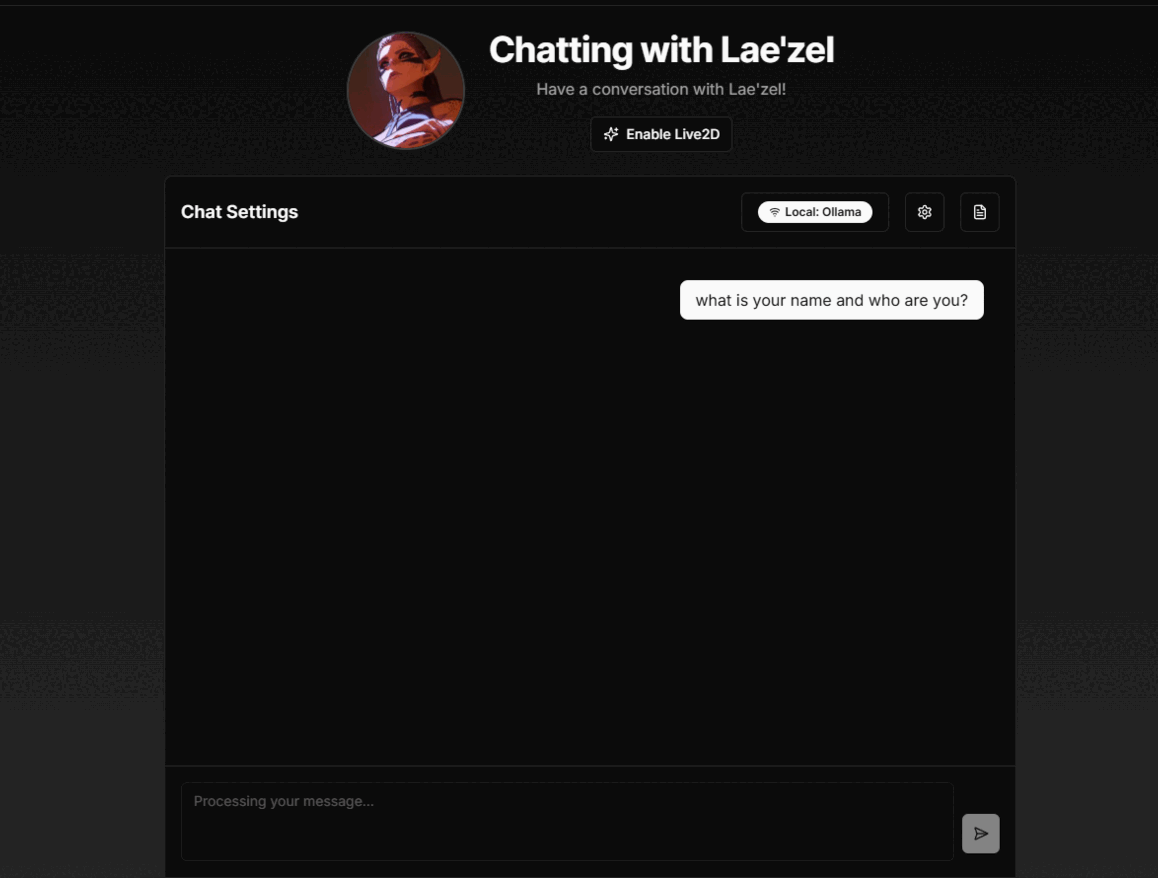 Chatting with Lae'zel
Have a conversation with Lae'zel!
Enable Live2D
Chat Settings
Local: Ollama
what is your name and who are you?
Processing your message...